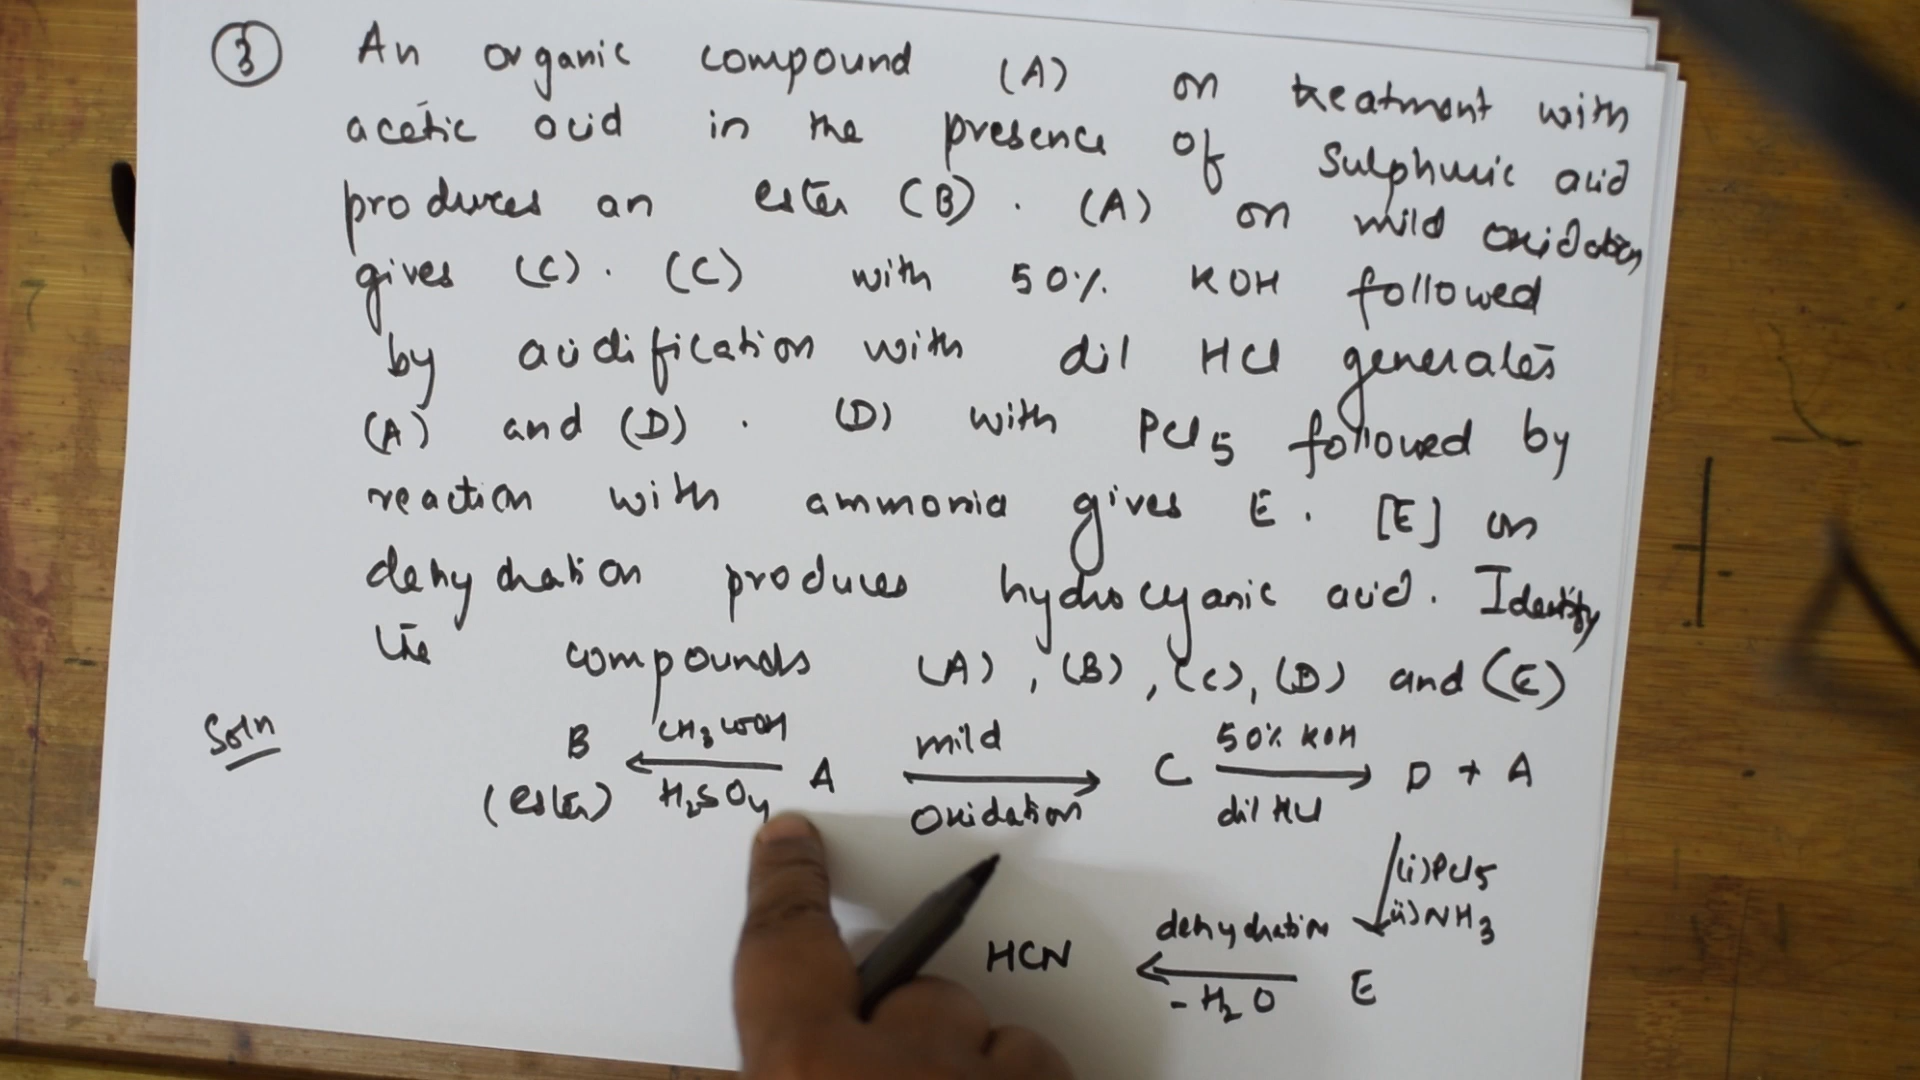 3 An organic compound (A) on treatment with
acetic acid in the presence of Sulphuric acid
produces an ester (B). (A) on mild oxidation
gives (C). (C) with 50% KOH followed
by acidification with dil HCl generates
(A) and (D). (D) with PCl5 followed by
reaction with ammonia gives E. [E] on
dehydration produces hydrocyanic acid. Identify
the compounds (A), (B), (C), (D) and (E)
Soln
B (ester) ← CH3COOH H2SO4 A mild Oxidation → C 50% KOH dil HCl → D + A
(i) PCl5
(ii) NH3
HCN ← dehydration - H2O E